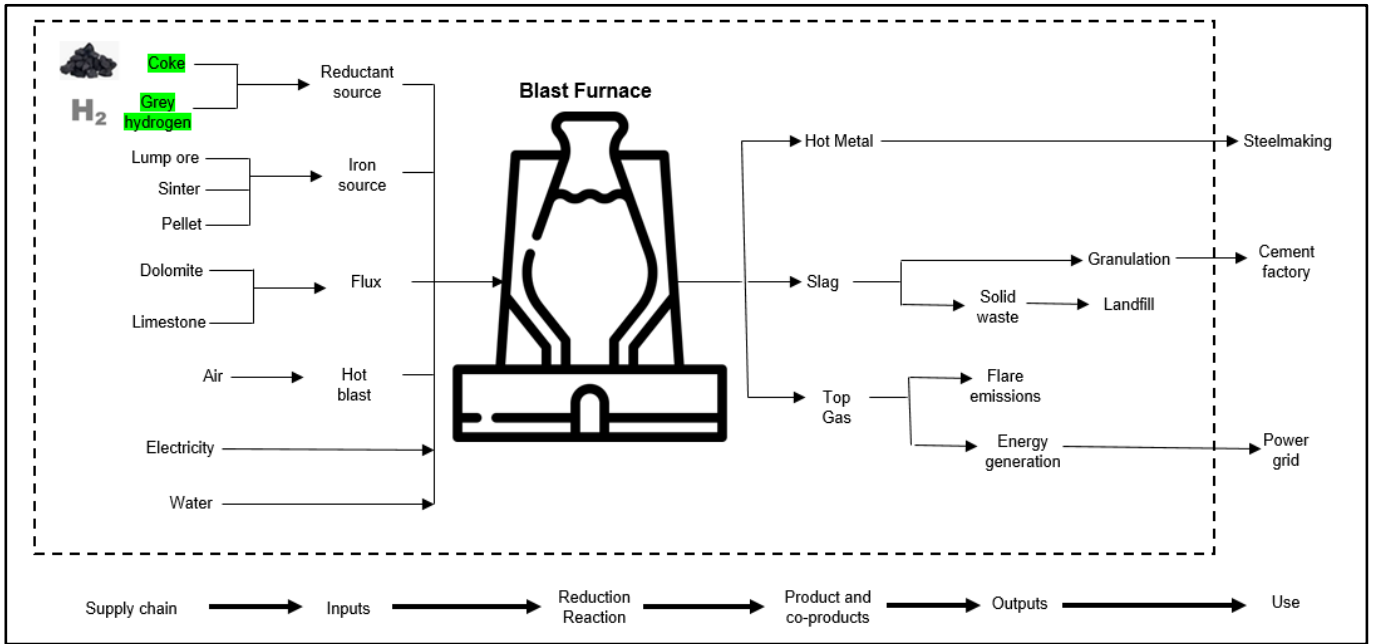 Coke
H2
Grey
hydrogen
Reductant
source
Lump ore
Sinter
Pellet
Iron
source
Dolomite
Limestone
Flux
Air
Hot
blast
Electricity
Water
Blast Furnace
Hot Metal
Steelmaking
Slag
Granulation
Cement
factory
Solid
waste
Landfill
Top
Gas
Flare
emissions
Energy
generation
Power
grid
Supply chain
Inputs
Reduction
Reaction
Product and
co-products
Outputs
Use